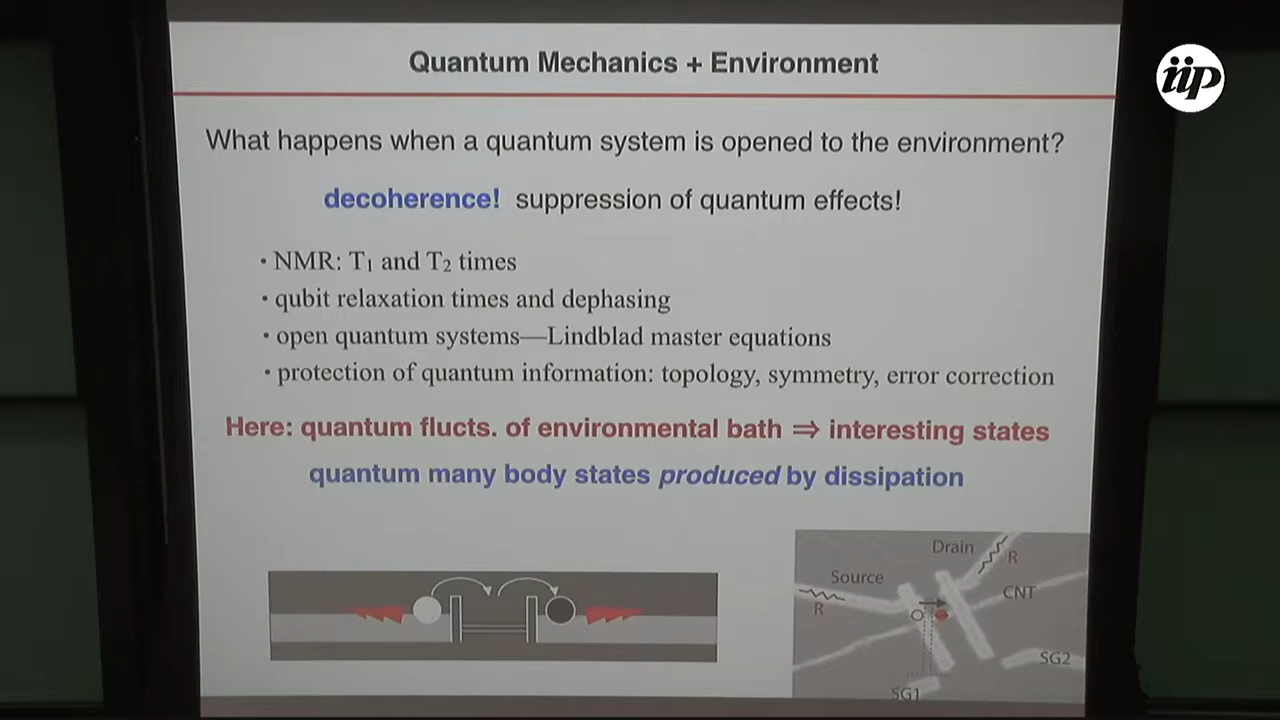 Quantum Mechanics + Environment
iip
What happens when a quantum system is opened to the environment?
decoherence! suppression of quantum effects!
• NMR: T₁ and T₂ times
• qubit relaxation times and dephasing
• open quantum systems—Lindblad master equations
• protection of quantum information: topology, symmetry, error correction
Here: quantum flucts. of environmental bath ⇒ interesting states
quantum many body states produced by dissipation
Drain
R
Source
R
CNT
SG2
SG1